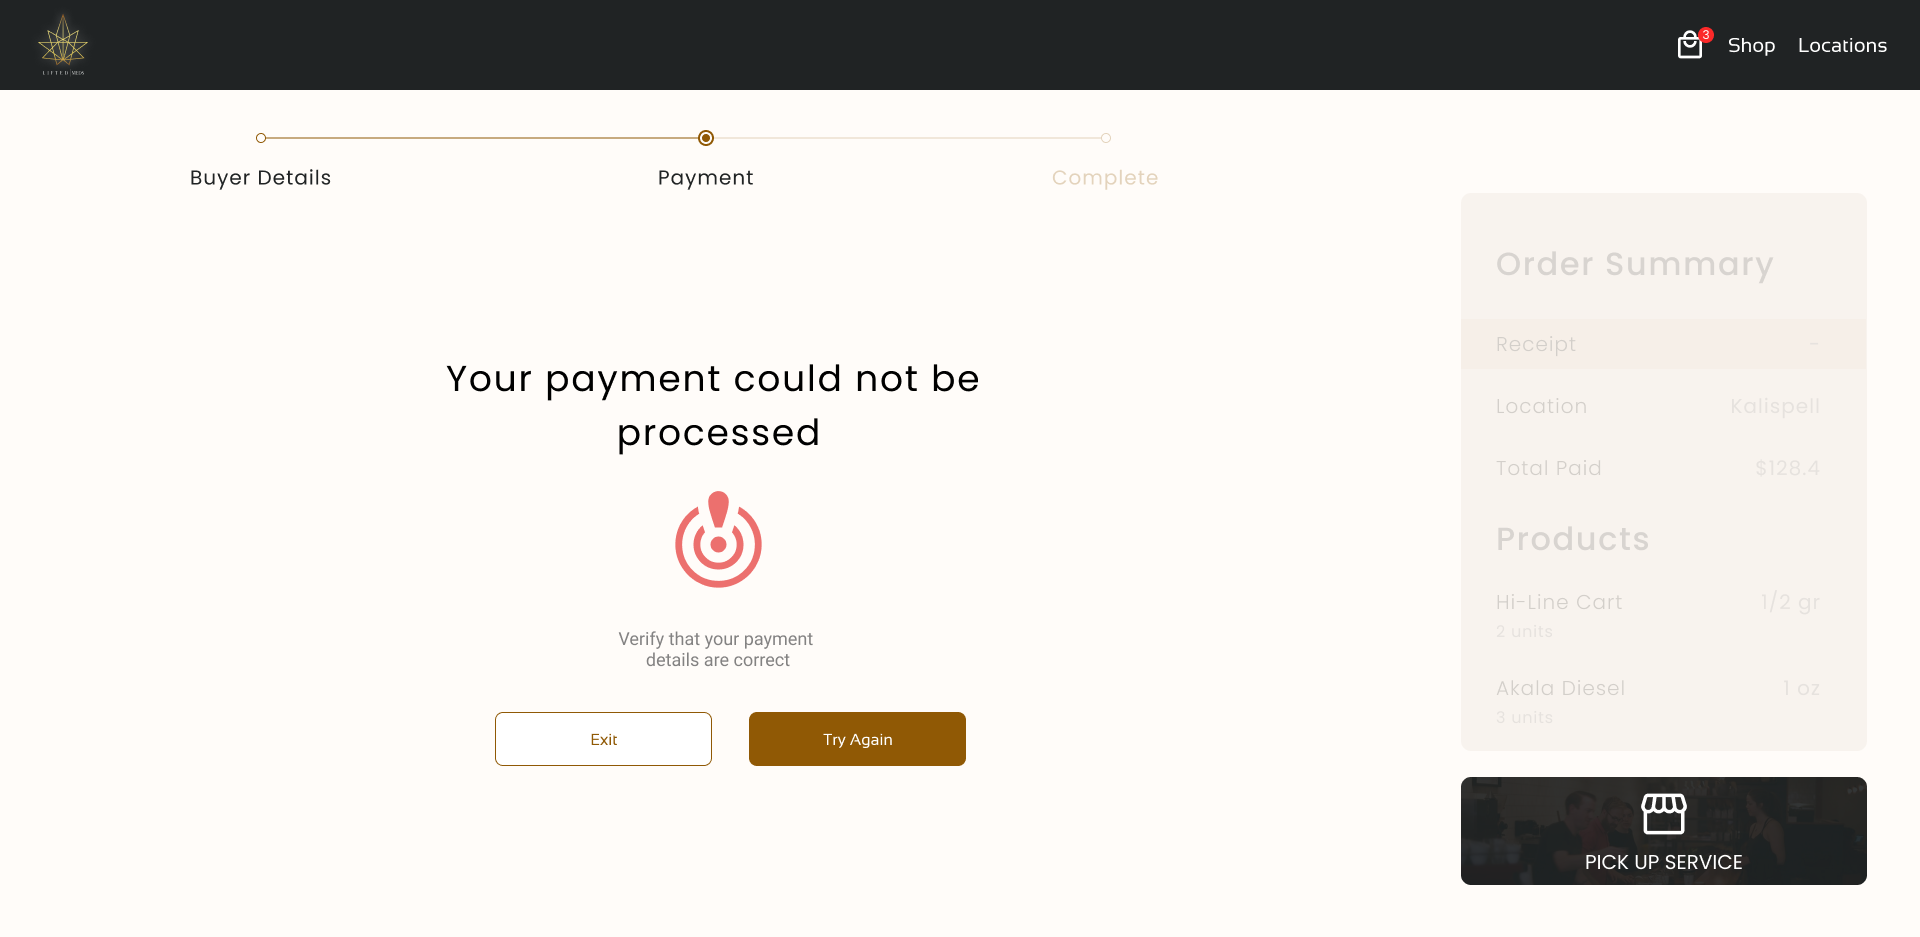 LIFTED MEDS
3
Shop
Locations
Buyer Details
Payment
Complete
Your payment could not be
processed
Verify that your payment
details are correct
Exit
Try Again
Order Summary
Receipt -
Location Kalispell
Total Paid $128.4
Products
Hi-Line Cart 1/2 gr
2 units
Akala Diesel 1 oz
3 units
PICK UP SERVICE